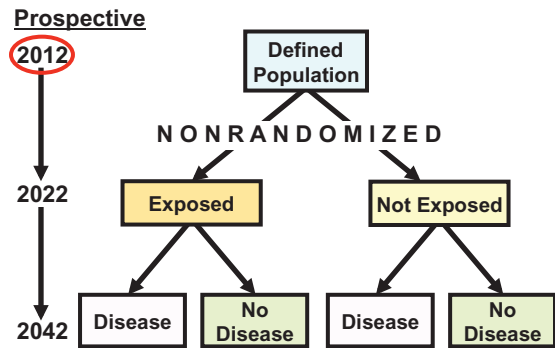 Prospective
2012
Defined
Population
NONRANDOMIZED
2022
Exposed
Not Exposed
2042
Disease
No
Disease
Disease
No
Disease